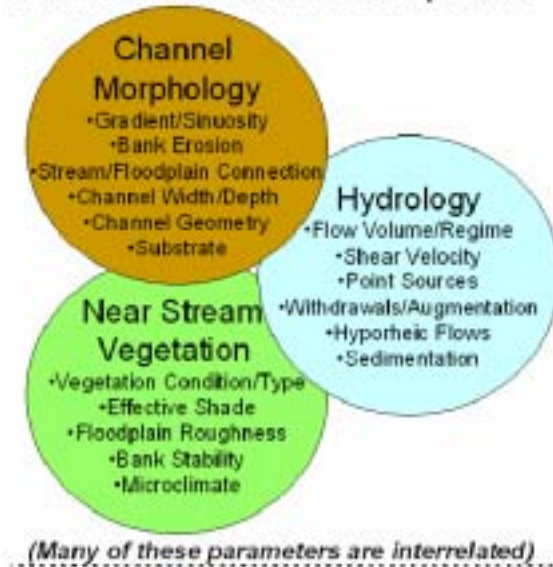 Channel
Morphology
•Gradient/Sinuosity
•Bank Erosion
•Stream/Floodplain Connection
•Channel Width/Depth
•Channel Geometry
•Substrate
Hydrology
•Flow Volume/Regime
•Shear Velocity
•Point Sources
•Withdrawals/Augmentation
•Hyporheic Flows
•Sedimentation
Near Stream
Vegetation
•Vegetation Condition/Type
•Effective Shade
•Floodplain Roughness
•Bank Stability
•Microclimate
(Many of these parameters are interrelated)